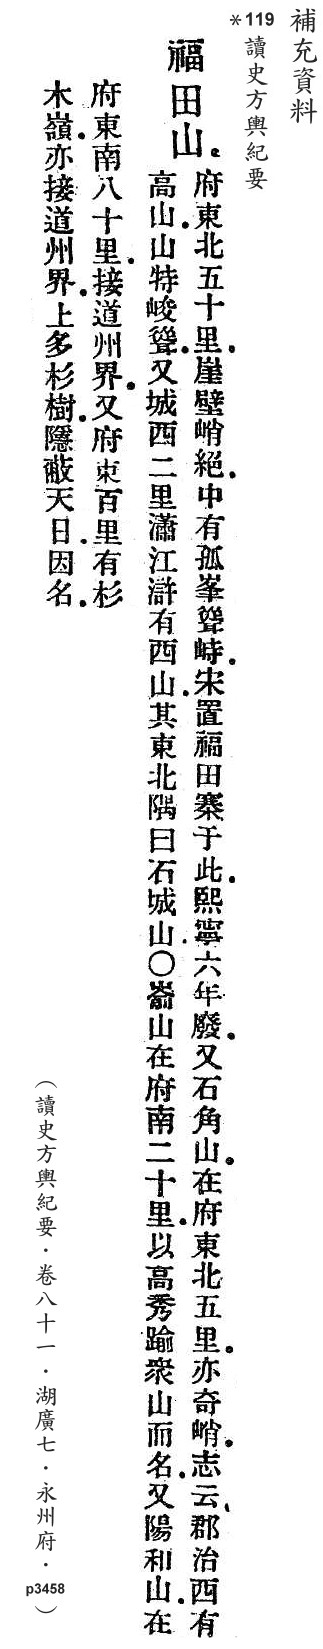 補充資料
*119
讀史方輿紀要
福田山。
府東北五十里。崖壁峭絕。中有孤峯聳峙。宋置福田寨于此。熙寧六年廢。又石角山。在府東北五里。亦奇峭。志云、郡治西有
高山。山特峻聳。又城西二里瀟江滸有西山。其東北隅曰石城山。〇嵛山在府南二十里。以高秀踰眾山而名。又陽和山。在
府東南八十里。接道州界。又府東百里有杉
木嶺。亦接道州界。上多杉樹。隱蔽天日。因名。
（讀史方輿紀要．卷八十一．湖廣七．永州府．p3458）